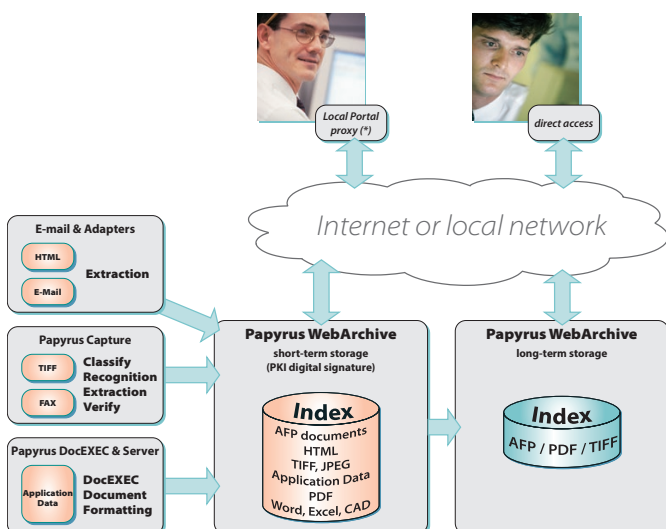 Local Portal
proxy (*)
direct access
Internet or local network
E-mail & Adapters
HTML
E-Mail
Extraction
Papyrus Capture
TIFF
FAX
Classify
Recognition
Extraction
Verify
Papyrus DocEXEC & Server
Application
Data
DocEXEC
Document
Formatting
Papyrus WebArchive
short-term storage
(PKI digital signature)
Index
AFP documents
HTML
TIFF, JPEG
Application Data
PDF
Word, Excel, CAD
Papyrus WebArchive
long-term storage
Index
AFP / PDF / TIFF